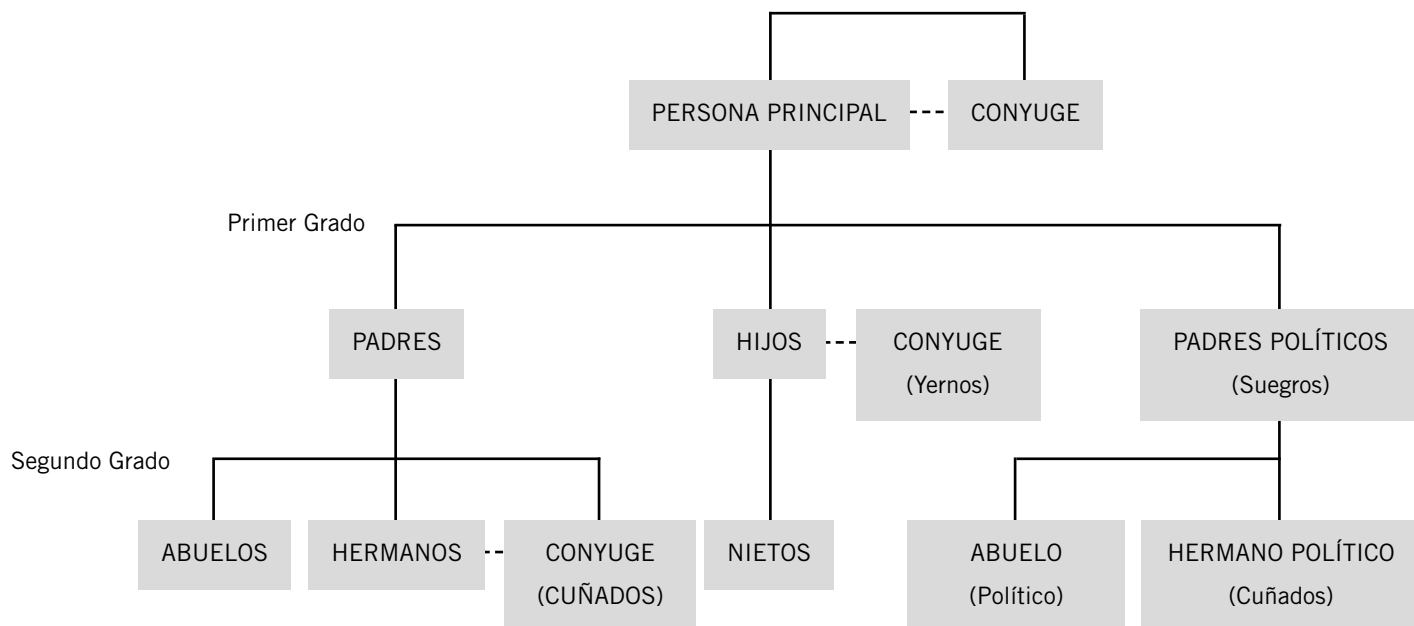 PERSONA PRINCIPAL
CONYUGE
Primer Grado
PADRES
HIJOS
CONYUGE
(Yernos)
PADRES POLÍTICOS
(Suegros)
Segundo Grado
ABUELOS
HERMANOS
CONYUGE
(CUÑADOS)
NIETOS
ABUELO
(Político)
HERMANO POLÍTICO
(Cuñados)